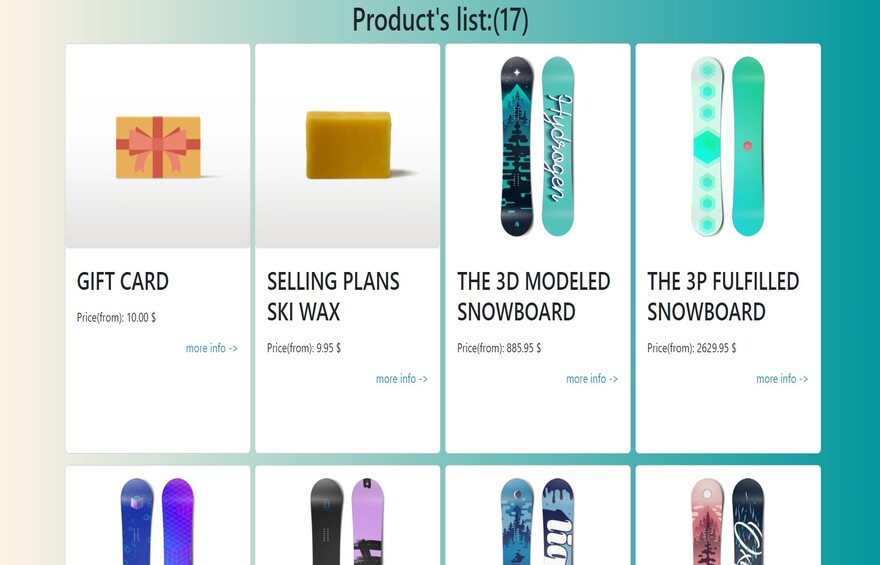 Product's list:(17)
Hydrogen
GIFT CARD
Price(from): 10.00 $
more info ->
SELLING PLANS
SKI WAX
Price(from): 9.95 $
more info ->
THE 3D MODELED
SNOWBOARD
Price(from): 885.95 $
more info ->
THE 3P FULFILLED
SNOWBOARD
Price(from): 2629.95 $
more info ->